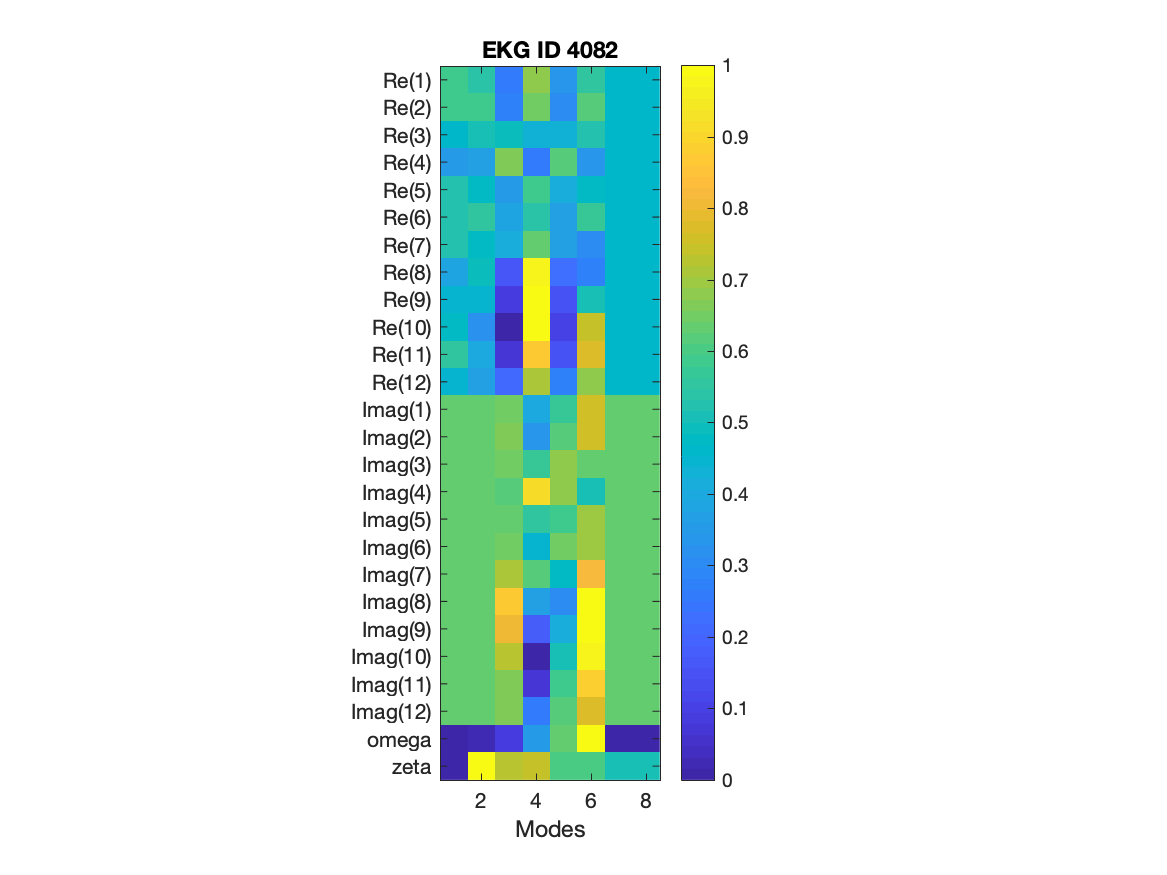 EKG ID 4082
Re(1)
Re(2)
Re(3)
Re(4)
Re(5)
Re(6)
Re(7)
Re(8)
Re(9)
Re(10)
Re(11)
Re(12)
Imag(1)
Imag(2)
Imag(3)
Imag(4)
Imag(5)
Imag(6)
Imag(7)
Imag(8)
Imag(9)
Imag(10)
Imag(11)
Imag(12)
omega
zeta
2 4 6 8
Modes
1
0.9
0.8
0.7
0.6
0.5
0.4
0.3
0.2
0.1
0